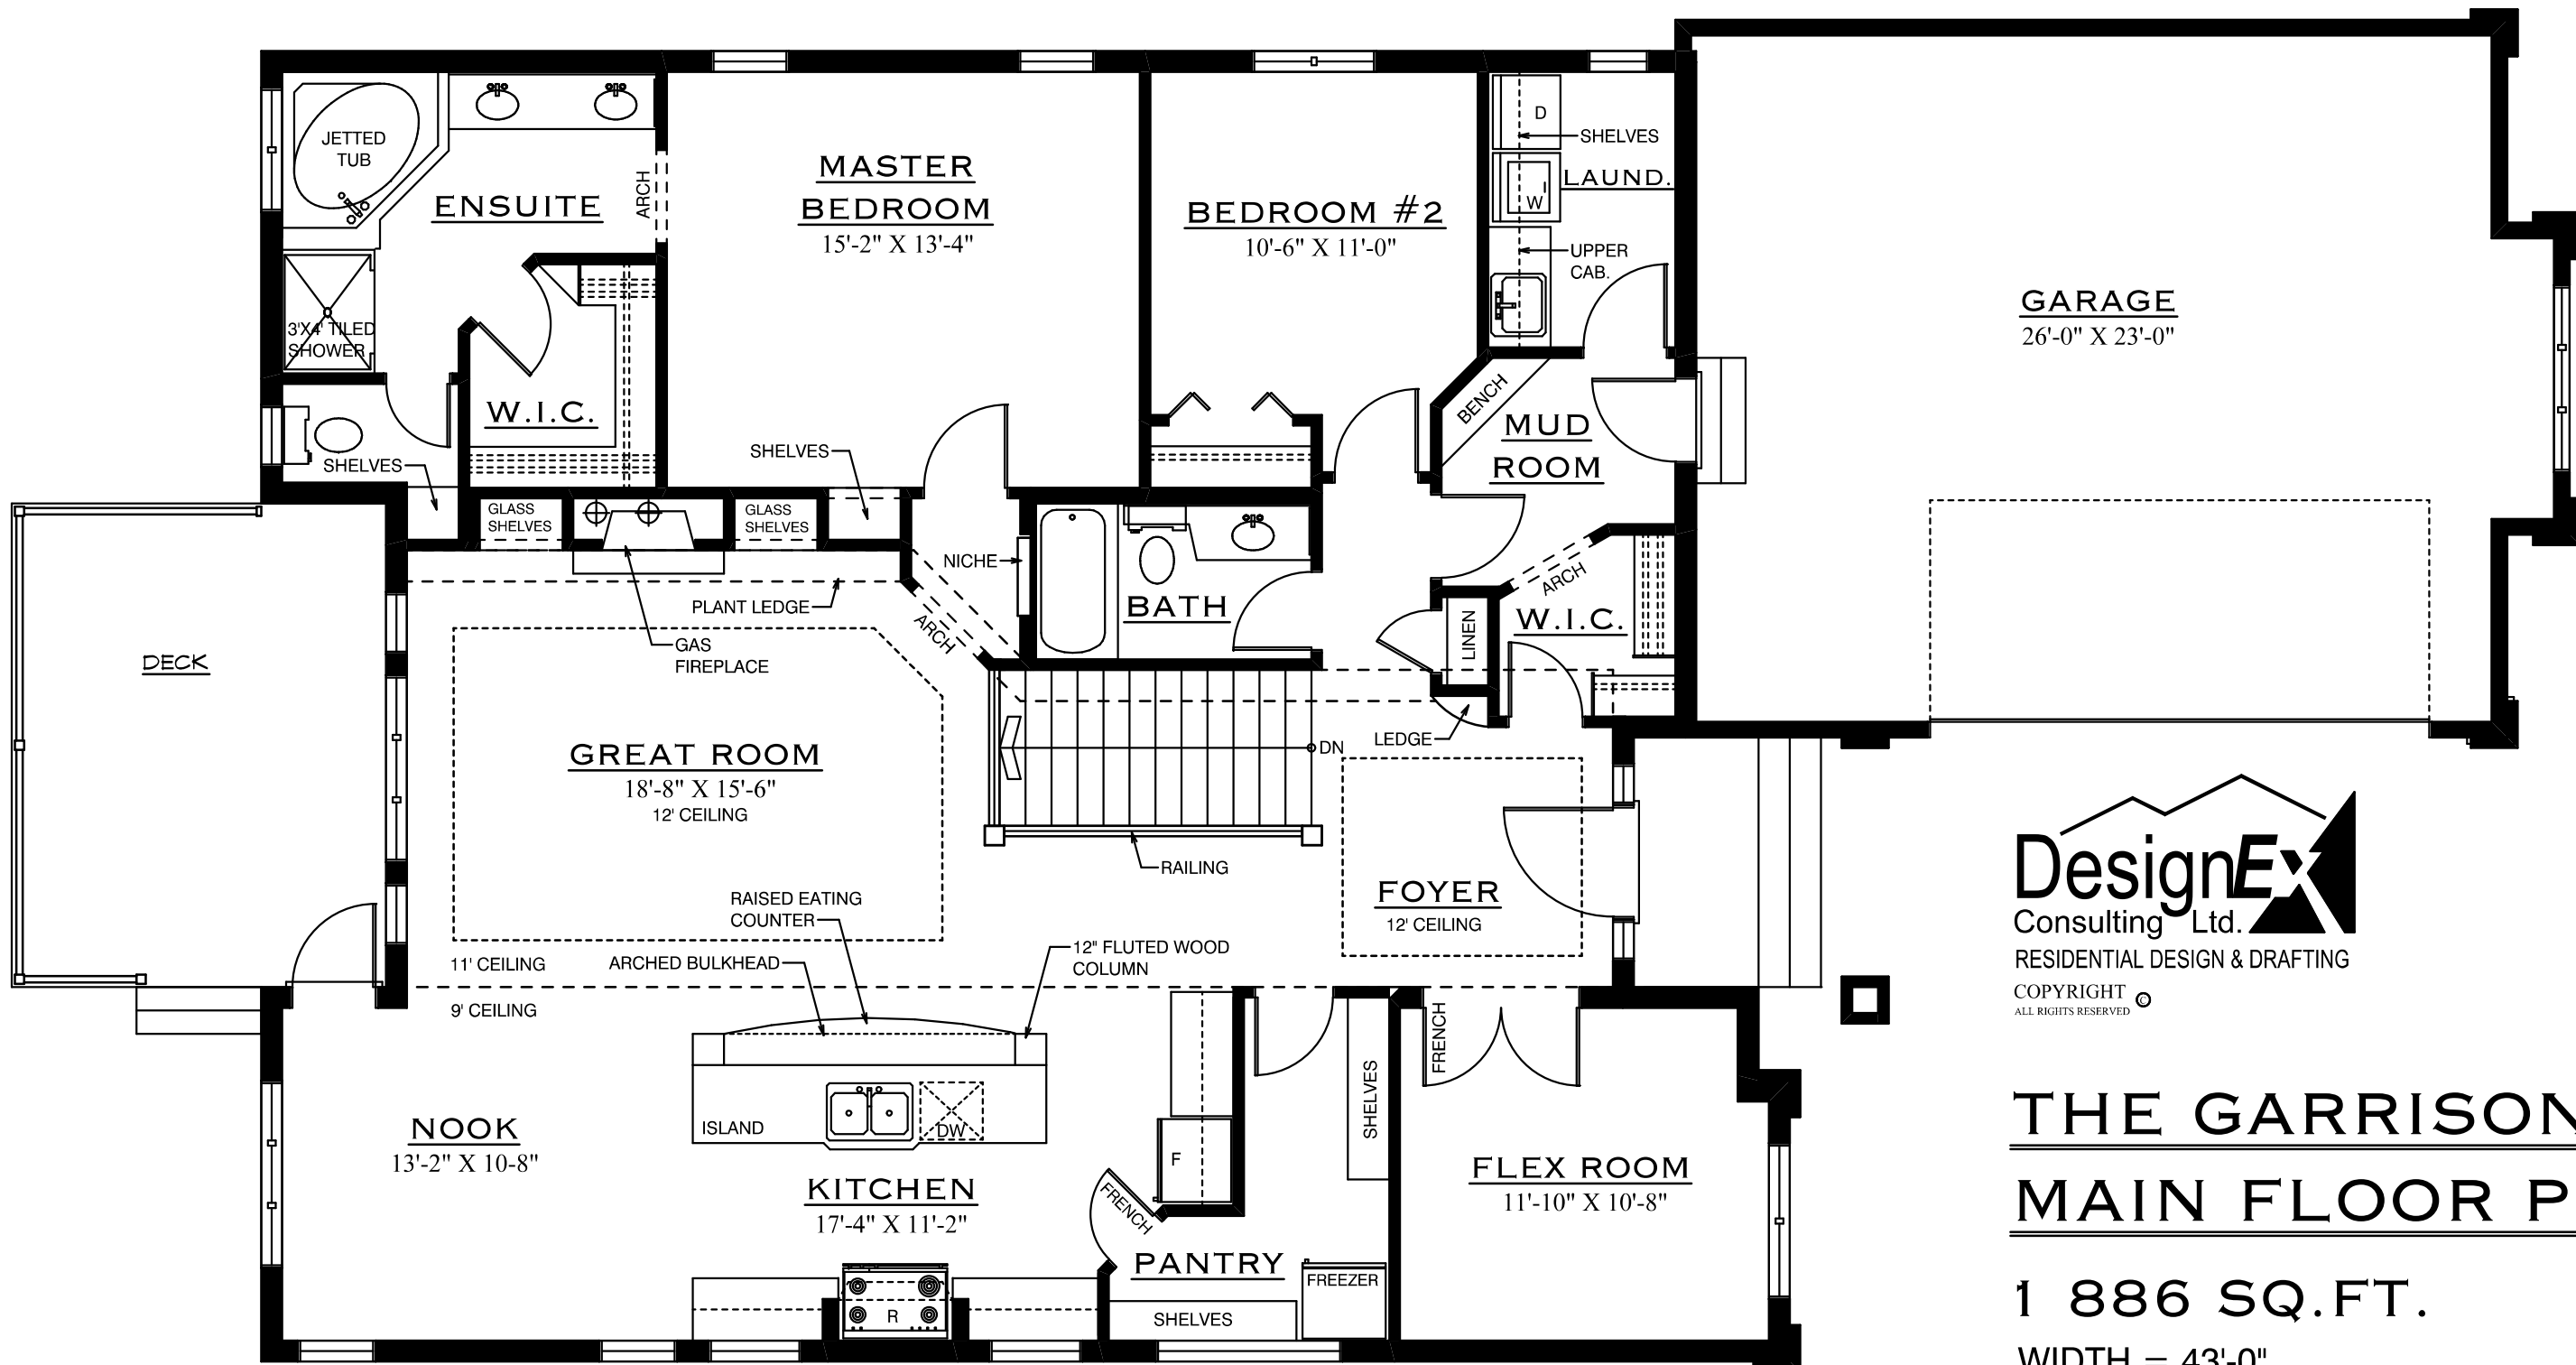 JETTED
TUB
ENSUITE
ARCH
3'X4' TILED
SHOWER
W.I.C.
SHELVES
MASTER
BEDROOM
15'-2" X 13'-4"
SHELVES
BEDROOM #2
10'-6" X 11'-0"
D
SHELVES
LAUND.
W
UPPER
CAB.
BENCH
MUD
ROOM
GARAGE
26'-0" X 23'-0"
GLASS
SHELVES
GLASS
SHELVES
NICHE
PLANT LEDGE
ARCH
GAS
FIREPLACE
BATH
LINEN
ARCH
W.I.C.
DECK
GREAT ROOM
18'-8" X 15'-6"
12' CEILING
DN
LEDGE
RAILING
FOYER
12' CEILING
RAISED EATING
COUNTER
11' CEILING
ARCHED BULKHEAD
12" FLUTED WOOD
COLUMN
9' CEILING
FRENCH
SHELVES
ISLAND
DW
F
NOOK
13'-2" X 10-8"
KITCHEN
17'-4" X 11'-2"
FRENCH
FLEX ROOM
11'-10" X 10'-8"
PANTRY
FREEZER
R
SHELVES
DesignEx
Consulting Ltd.
RESIDENTIAL DESIGN & DRAFTING
COPYRIGHT ©
ALL RIGHTS RESERVED
THE GARRISON
MAIN FLOOR P
1 886 SQ.FT.
WIDTH = 43'-0"